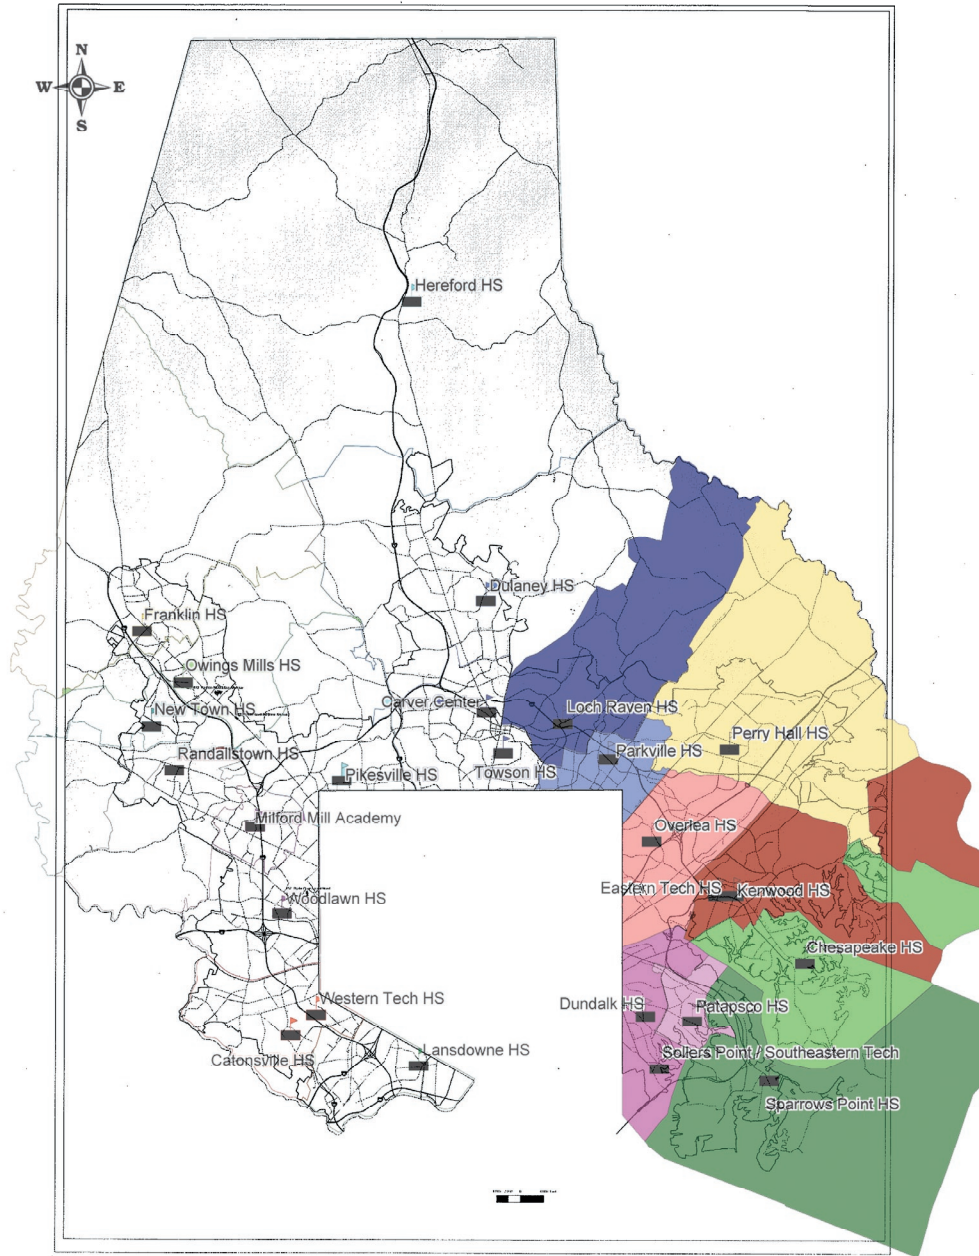 N
W E
S
Hereford HS
Dulaney HS
Franklin HS
Owings Mills HS
New Town HS
Carver Center
Loch Raven HS
Randallstown HS
Pikesville HS
Towson HS
Parkville HS
Perry Hall HS
Milford Mill Academy
Overlea HS
Eastern Tech HS
Kenwood HS
Woodlawn HS
Chesapeake HS
Western Tech HS
Dundalk HS
Patapsco HS
Catonsville HS
Lansdowne HS
Sollers Point / Southeastern Tech
Sparrows Point HS